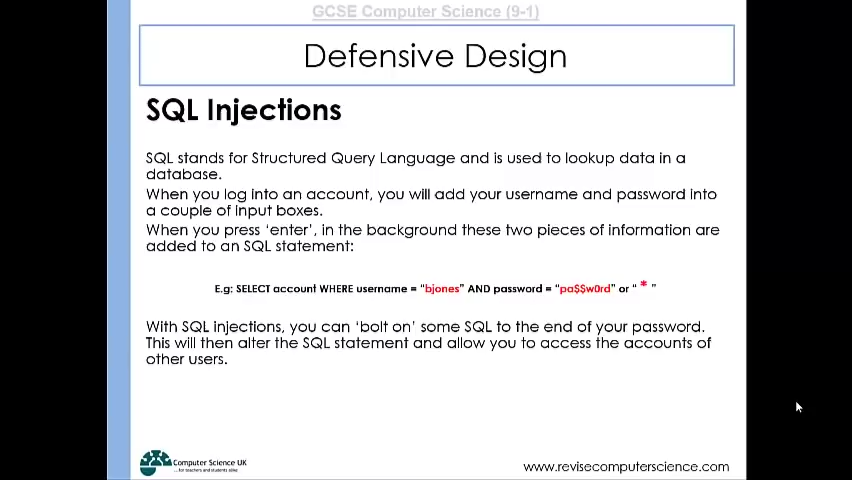 GCSE Computer Science (9-1)
Defensive Design
SQL Injections
SQL stands for Structured Query Language and is used to lookup data in a
database.
When you log into an account, you will add your username and password into
a couple of input boxes.
When you press ‘enter’, in the background these two pieces of information are
added to an SQL statement:
E.g: SELECT account WHERE username = “bjones” AND password = “pa$$w0rd” or “ * ”
With SQL injections, you can ‘bolt on’ some SQL to the end of your password.
This will then alter the SQL statement and allow you to access the accounts of
other users.
Computer Science UK
...for teachers and students alike
www.revisecomputerscience.com